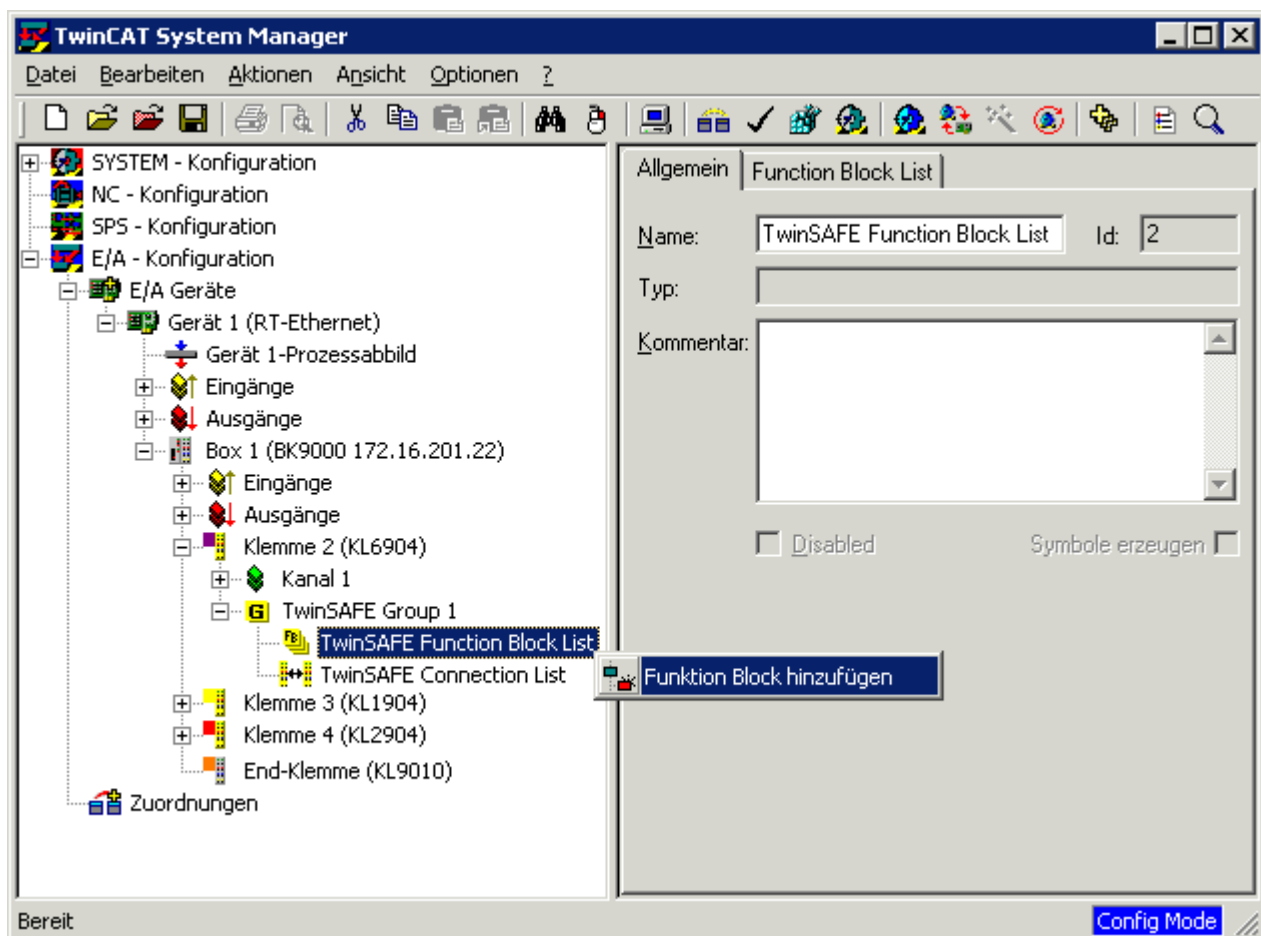 TwinCAT System Manager
Datei Bearbeiten Aktionen Ansicht Optionen ?
SYSTEM - Konfiguration
NC - Konfiguration
SPS - Konfiguration
E/A - Konfiguration
E/A Geräte
Gerät 1 (RT-Ethernet)
Gerät 1-Prozessabbild
Eingänge
Ausgänge
Box 1 (BK9000 172.16.201.22)
Eingänge
Ausgänge
Klemme 2 (KL6904)
Kanal 1
G TwinSAFE Group 1
FB TwinSAFE Function Block List
TwinSAFE Connection List
Klemme 3 (KL1904)
Klemme 4 (KL2904)
End-Klemme (KL9010)
Zuordnungen
Funktion Block hinzufügen
Allgemein Function Block List
Name: TwinSAFE Function Block List Id: 2
Typ:
Kommentar:
Disabled Symbole erzeugen
Bereit Config Mode